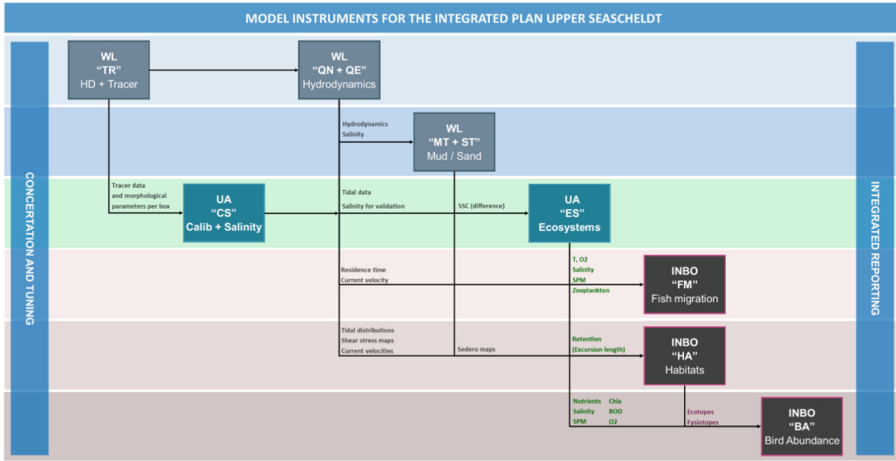 MODEL INSTRUMENTS FOR THE INTEGRATED PLAN UPPER SEASCHELDT
CONCERTATION AND TUNING
INTEGRATED REPORTING
WL
"TR"
HD + Tracer
WL
"QN + QE"
Hydrodynamics
Hydrodynamics
Salinity
WL
"MT + ST"
Mud / Sand
Tracer data
and morphological
parameters per box
UA
"CS"
Calib + Salinity
Tidal data
Salinity for validation
SSC (difference)
UA
"ES"
Ecosystems
Residence time
Current velocity
T, O2
Salinity
SPM
Zooplankton
INBO
"FM"
Fish migration
Tidal distributions
Shear stress maps
Current velocities
Sedero maps
Retention
(Excursion length)
INBO
"HA"
Habitats
Nutrients Chla
Salinity BOD
SPM O2
Ecotopes
Fysiotopes
INBO
"BA"
Bird Abundance